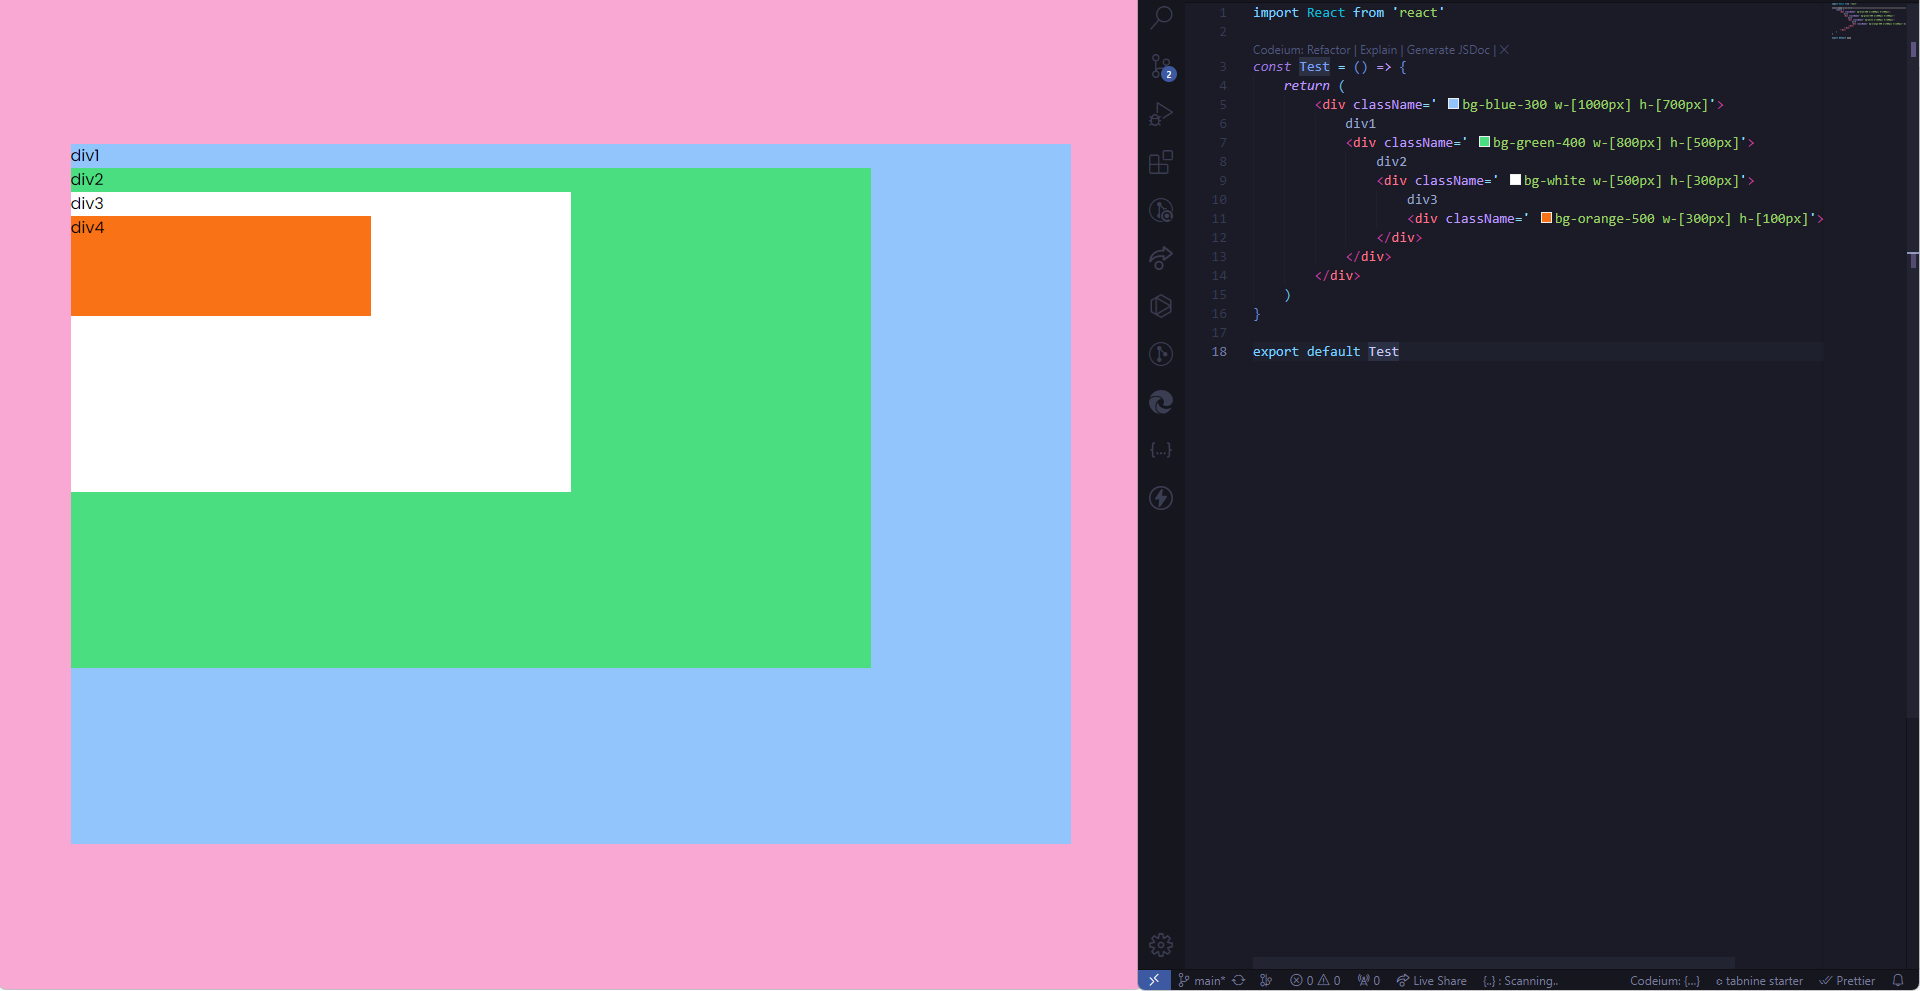 div1
div2
div3
div4
1 import React from 'react'
2
Codeium: Refactor | Explain | Generate JSDoc | X
3 const Test = () => {
4 return (
5 <div className=' bg-blue-300 w-[1000px] h-[700px]'>
6 div1
7 <div className=' bg-green-400 w-[800px] h-[500px]'>
8 div2
9 <div className=' bg-white w-[500px] h-[300px]'>
10 div3
11 <div className=' bg-orange-500 w-[300px] h-[100px]'>
12 </div>
13 </div>
14 </div>
15 )
16 }
17
18 export default Test
2
{...}
main* 0 0 0 Live Share {..} : Scanning.. Codeium: {...} tabnine starter Prettier